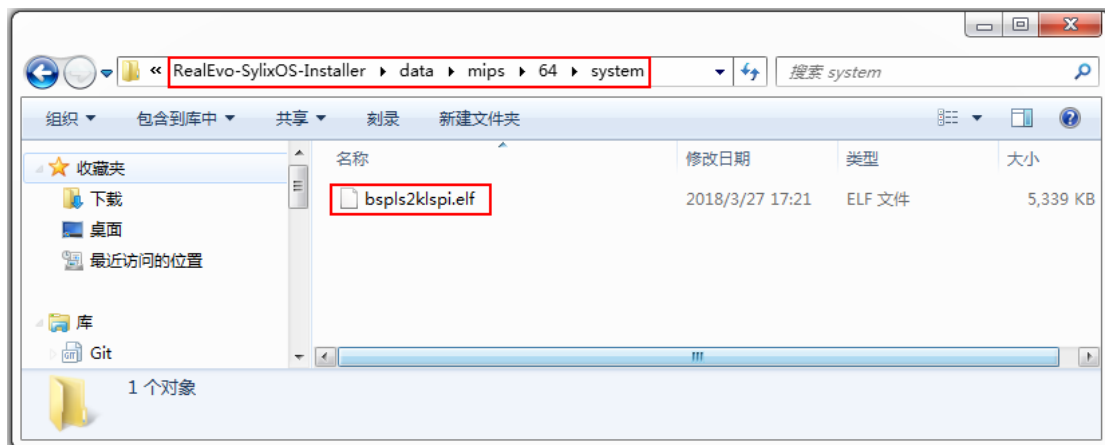 « RealEvo-SylixOS-Installer ▸ data ▸ mips ▸ 64 ▸ system
搜索 system
组织 包含到库中 共享 刻录 新建文件夹
收藏夹
下载
桌面
最近访问的位置
库
Git
名称 修改日期 类型 大小
bspls2klspi.elf 2018/3/27 17:21 ELF 文件 5,339 KB
1 个对象